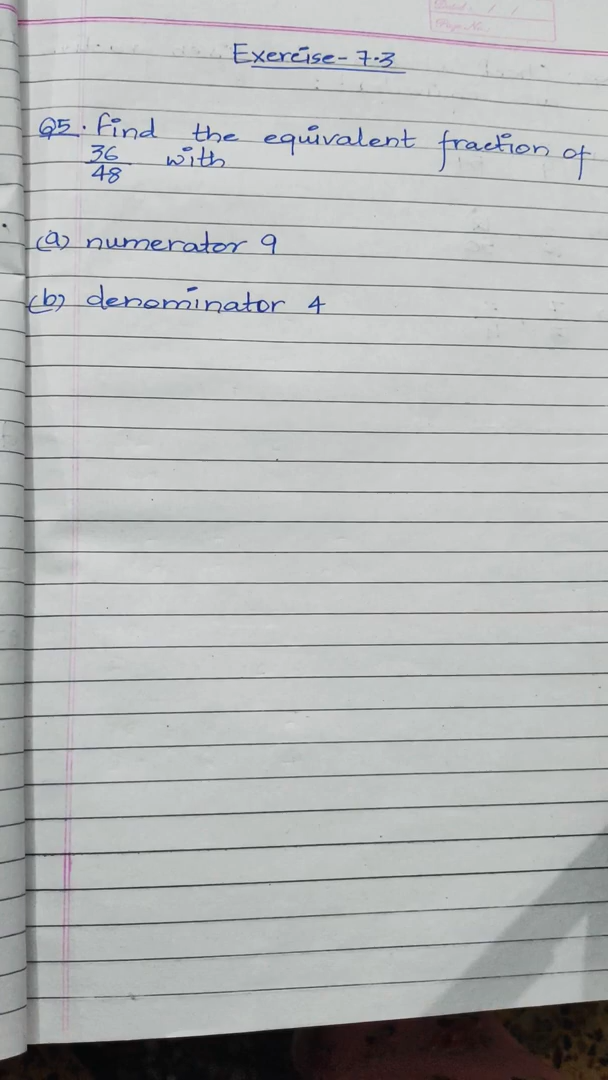 Exercise - 7.3
Q5. Find the equivalent fraction of
36/48 with
(a) numerator 9
(b) denominator 4